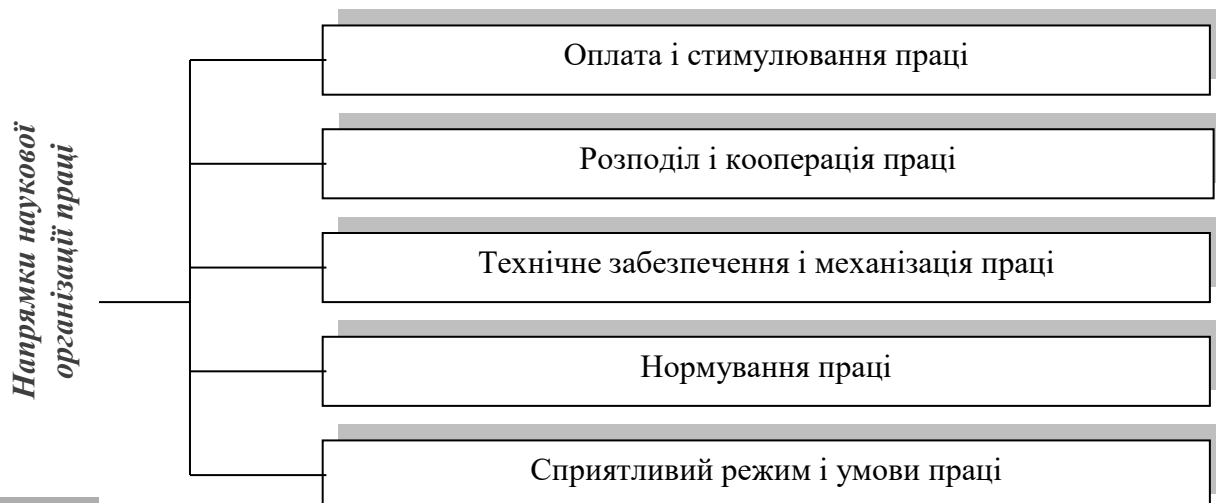 Напрямки наукової
організації праці
Оплата і стимулювання праці
Розподіл і кооперація праці
Технічне забезпечення і механізація праці
Нормування праці
Сприятливий режим і умови праці